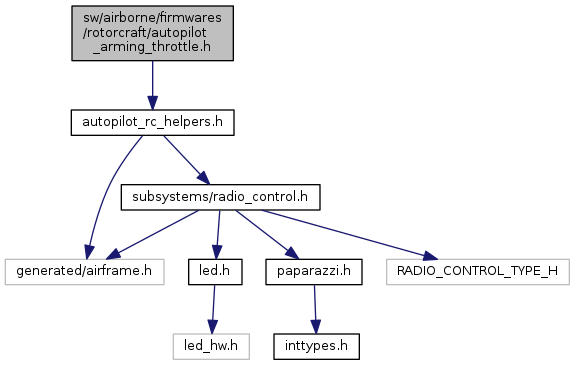 sw/airborne/firmwares
/rotorcraft/autopilot
_arming_throttle.h
autopilot_rc_helpers.h
subsystems/radio_control.h
generated/airframe.h
led.h
paparazzi.h
RADIO_CONTROL_TYPE_H
led_hw.h
inttypes.h